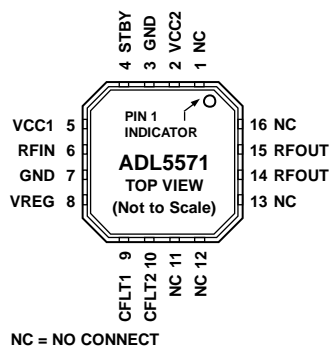 4 STBY
3 GND
2 VCC2
1 NC
PIN 1
INDICATOR
VCC1 5
RFIN 6
GND 7
VREG 8
ADL5571
TOP VIEW
(Not to Scale)
16 NC
15 RFOUT
14 RFOUT
13 NC
CFLT1 9
CFLT2 10
NC 11
NC 12
NC = NO CONNECT